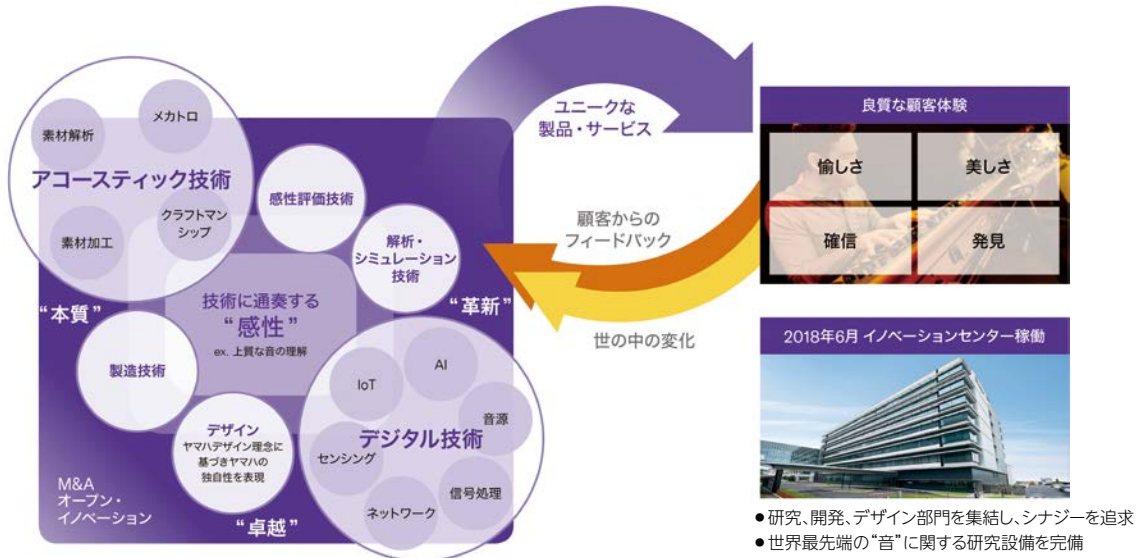 素材解析
メカトロ
アコースティック技術
素材加工
クラフトマン
シップ
感性評価技術
解析・
シミュレーション
技術
技術に通奏する
“感性”
ex. 上質な音の理解
“本質”
“革新”
製造技術
デザイン
ヤマハデザイン理念に
基づきヤマハの
独自性を表現
IoT
AI
音源
デジタル技術
センシング
信号処理
ネットワーク
M&A
オープン・
イノベーション
“卓越”
ユニークな
製品・サービス
顧客からの
フィードバック
世の中の変化
良質な顧客体験
愉しさ
美しさ
確信
発見
2018年6月 イノベーションセンター稼働
●研究、開発、デザイン部門を集結し、シナジーを追求
●世界最先端の“音”に関する研究設備を完備